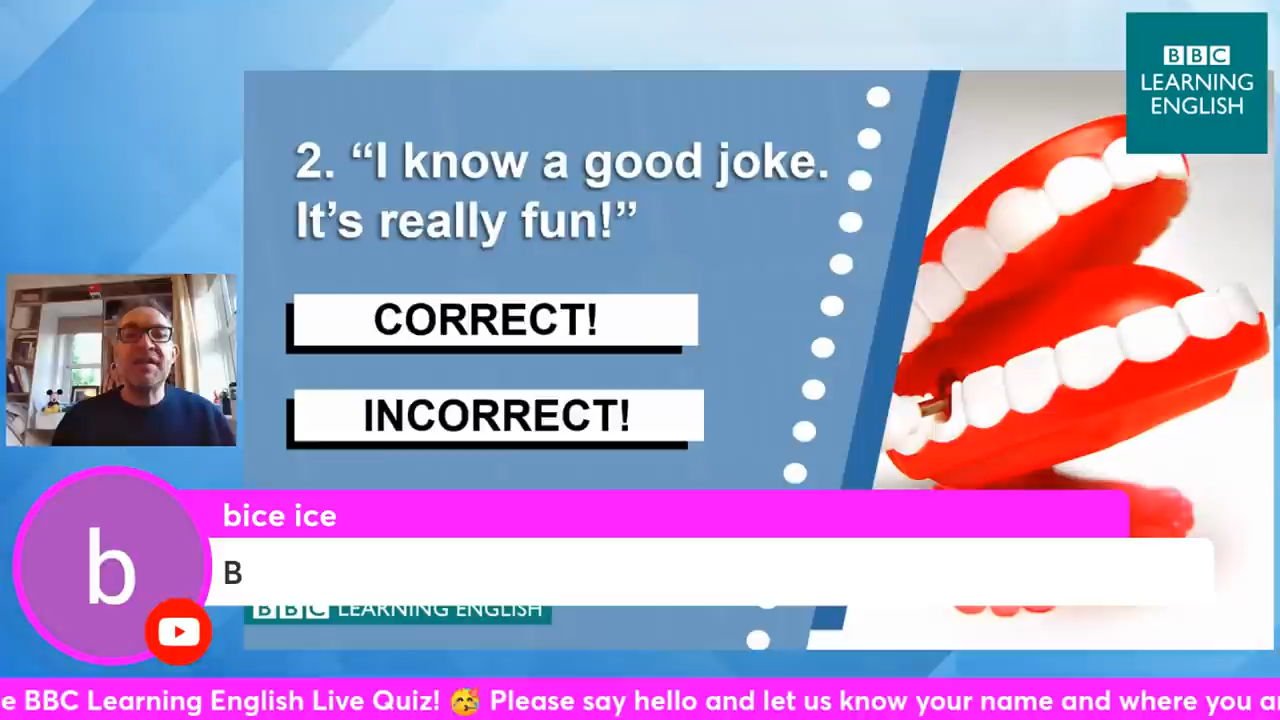 BBC
LEARNING
ENGLISH
2. “I know a good joke.
It’s really fun!”
CORRECT!
INCORRECT!
bice ice
b
B
BBC LEARNING ENGLISH
e BBC Learning English Live Quiz! 🥳 Please say hello and let us know your name and where you a